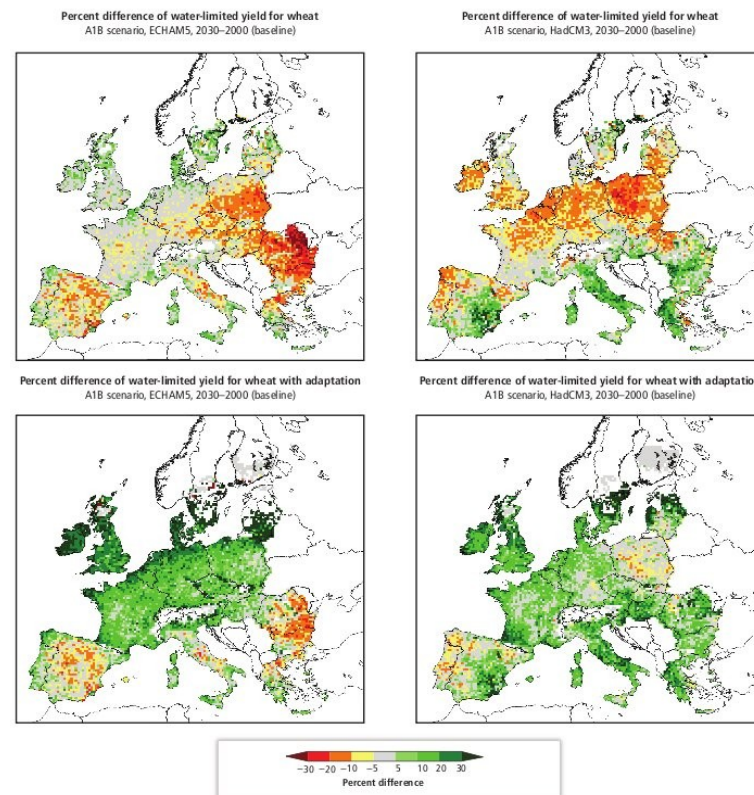 Percent difference of water-limited yield for wheat
A1B scenario, ECHAM5, 2030–2000 (baseline)
Percent difference of water-limited yield for wheat
A1B scenario, HadCM3, 2030–2000 (baseline)
Percent difference of water-limited yield for wheat with adaptation
A1B scenario, ECHAM5, 2030–2000 (baseline)
Percent difference of water-limited yield for wheat with adaptatio
A1B scenario, HadCM3, 2030–2000 (baseline)
−30 −20 −10 −5 5 10 20 30
Percent difference